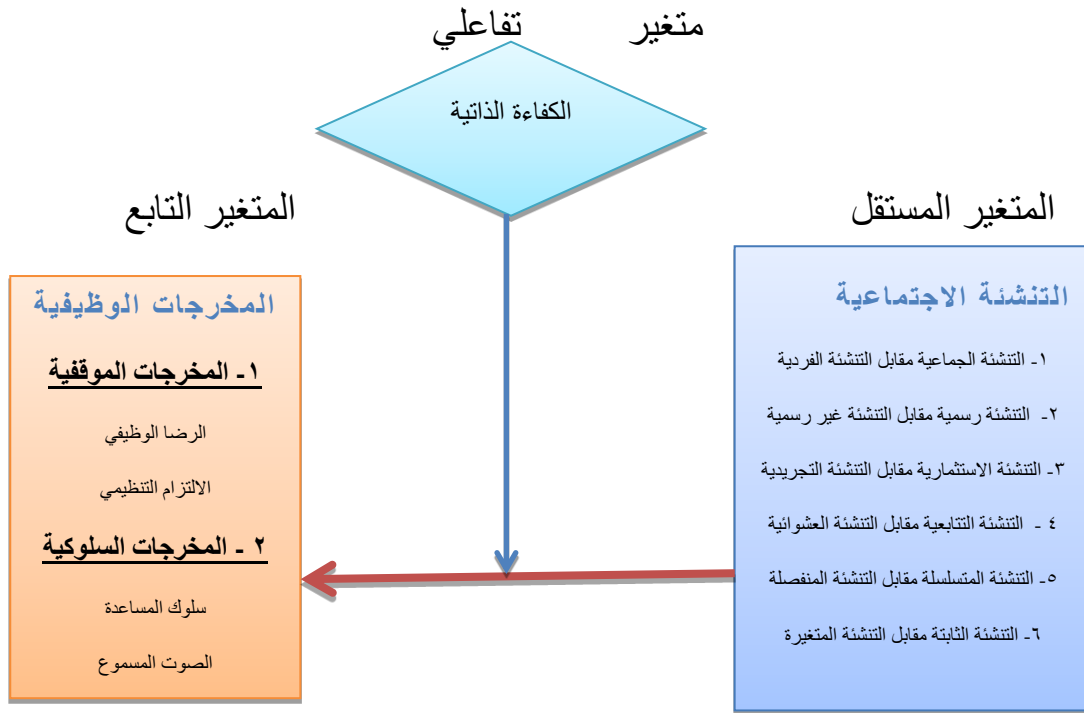 متغير تفاعلي
الكفاءة الذاتية
المتغير المستقل
التنشئة الاجتماعية
١- التنشئة الجماعية مقابل التنشئة الفردية
٢- التنشئة رسمية مقابل التنشئة غير رسمية
٣- التنشئة الاستثمارية مقابل التنشئة التجريدية
٤ - التنشئة التتابعية مقابل التنشئة العشوائية
٥- التنشئة المتسلسلة مقابل التنشئة المنفصلة
٦- التنشئة الثابتة مقابل التنشئة المتغيرة
المتغير التابع
المخرجات الوظيفية
١- المخرجات الموقفية
الرضا الوظيفي
الالتزام التنظيمي
٢ - المخرجات السلوكية
سلوك المساعدة
الصوت المسموع